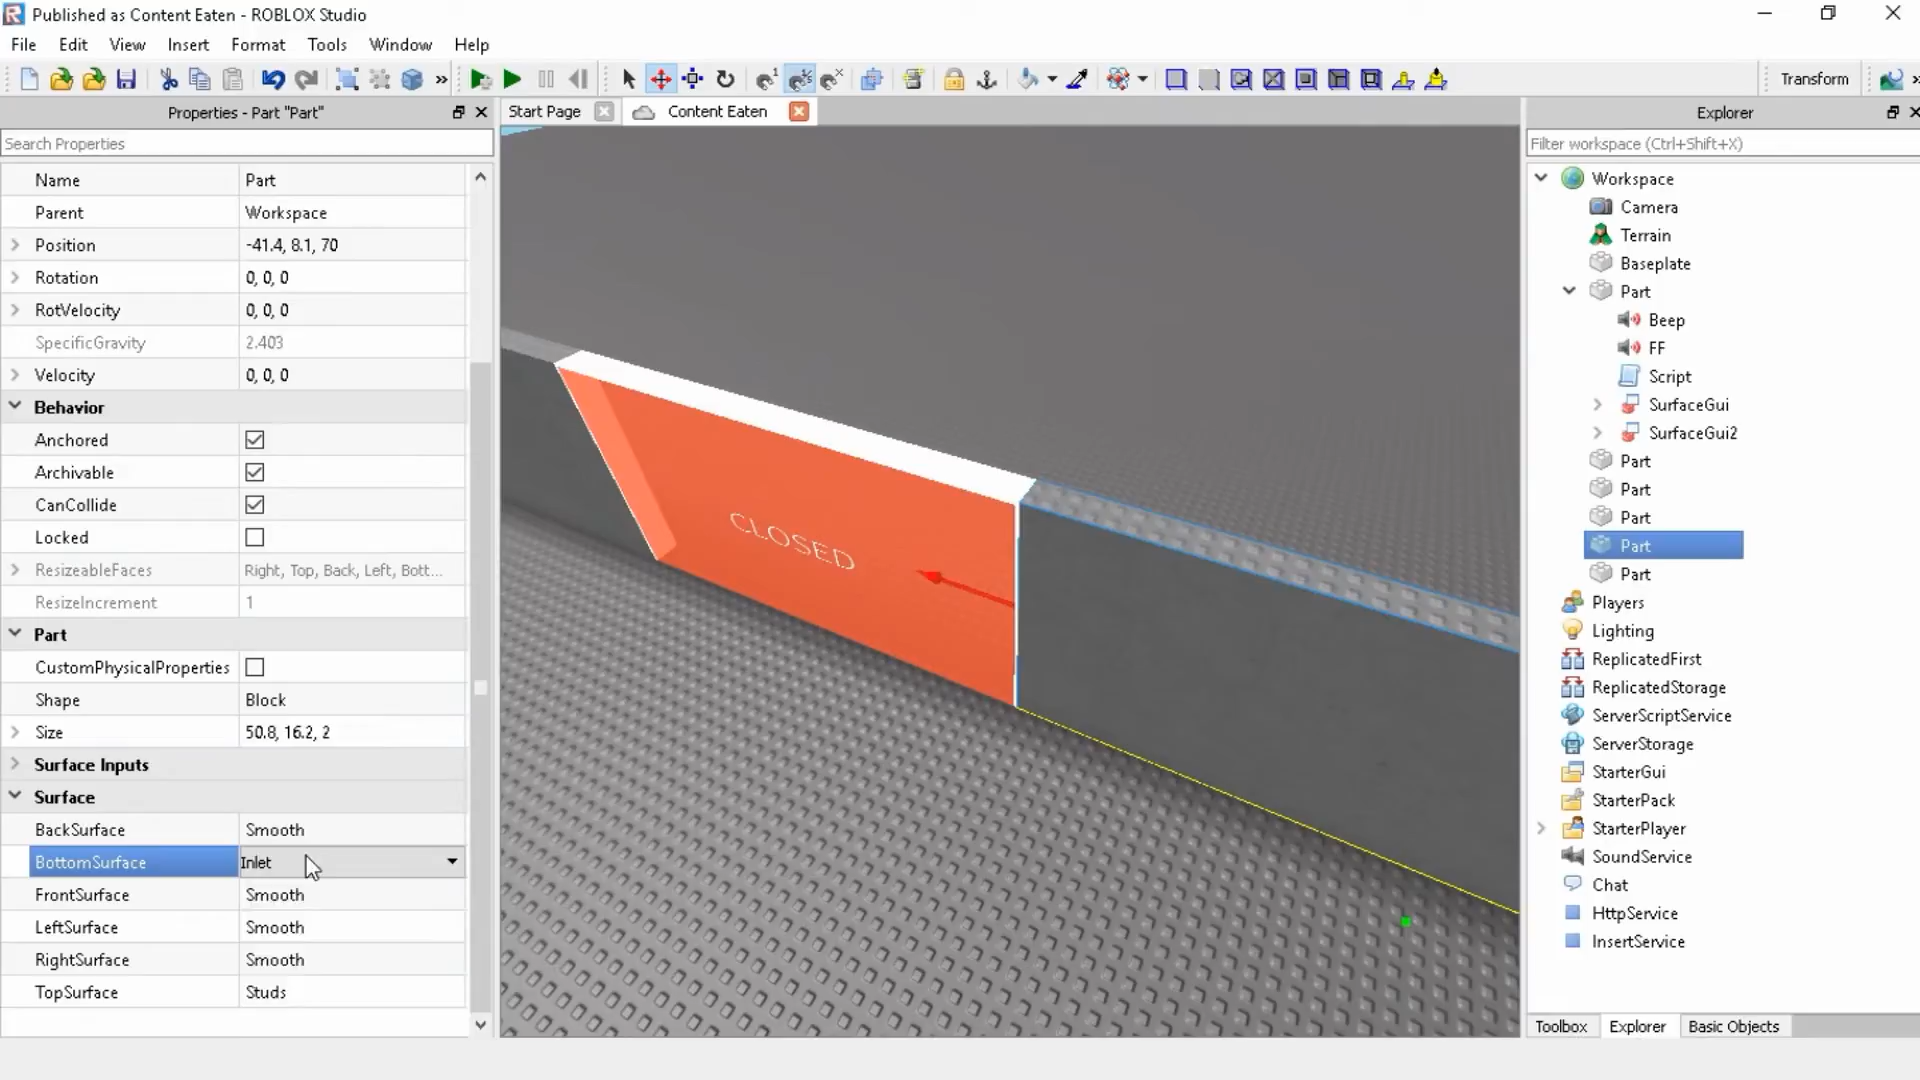 Published as Content Eaten - ROBLOX Studio
File Edit View Insert Format Tools Window Help
Transform
Properties - Part "Part"
Search Properties
Name Part
Parent Workspace
Position -41.4, 8.1, 70
Rotation 0, 0, 0
RotVelocity 0, 0, 0
SpecificGravity 2.403
Velocity 0, 0, 0
Behavior
Anchored
Archivable
CanCollide
Locked
ResizeableFaces Right, Top, Back, Left, Bott...
ResizeIncrement 1
Part
CustomPhysicalProperties
Shape Block
Size 50.8, 16.2, 2
Surface Inputs
Surface
BackSurface Smooth
BottomSurface Inlet
FrontSurface Smooth
LeftSurface Smooth
RightSurface Smooth
TopSurface Studs
Start Page Content Eaten
CLOSED
Explorer
Filter workspace (Ctrl+Shift+X)
Workspace
Camera
Terrain
Baseplate
Part
Beep
FF
Script
SurfaceGui
SurfaceGui2
Part
Part
Part
Part
Part
Players
Lighting
ReplicatedFirst
ReplicatedStorage
ServerScriptService
ServerStorage
StarterGui
StarterPack
StarterPlayer
SoundService
Chat
HttpService
InsertService
Toolbox Explorer Basic Objects